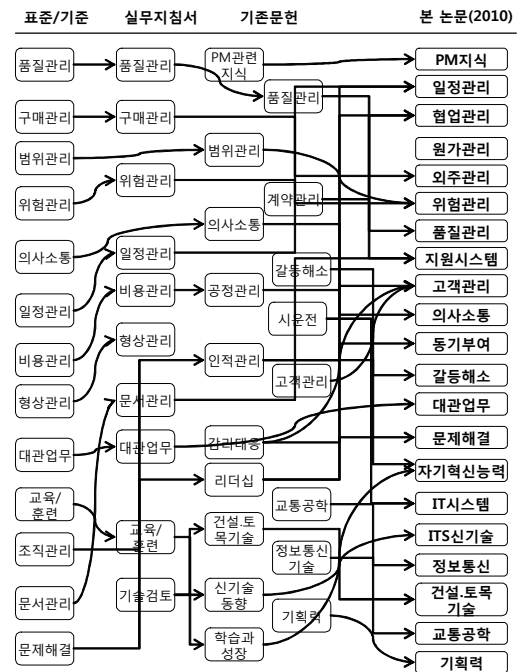 표준/기준
실무지침서
기존문헌
본 논문(2010)
품질관리
구매관리
범위관리
위험관리
의사소통
일정관리
비용관리
형상관리
대관업무
교육/
훈련
조직관리
문서관리
문제해결
품질관리
구매관리
위험관리
일정관리
비용관리
형상관리
문서관리
대관업무
교육/
훈련
기술검토
PM관련
지식
품질관리
범위관리
계약관리
의사소통
갈등해소
공정관리
시운전
인적관리
고객관리
감리대응
리더십
교통공학
건설.토
목기술
정보통신
기술
신기술
동향
기획력
학습과
성장
PM지식
일정관리
협업관리
원가관리
외주관리
위험관리
품질관리
지원시스템
고객관리
의사소통
동기부여
갈등해소
대관업무
문제해결
자기혁신능력
IT시스템
ITS신기술
정보통신
건설.토목
기술
교통공학
기획력